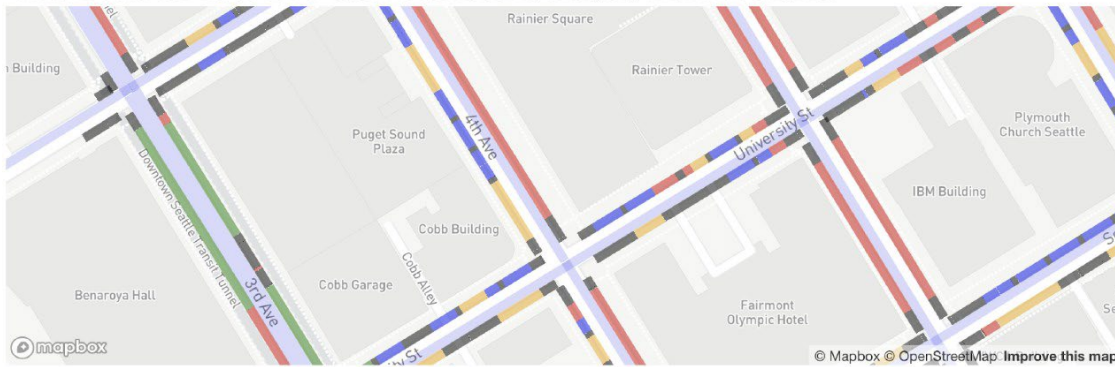 Rainier Square
Building
Rainier Tower
4th Ave
University St
Puget Sound
Plaza
Plymouth
Church Seattle
Downtown Seattle Transit Tunnel
IBM Building
Cobb Building
Cobb Alley
Cobb Garage
3rd Ave
Benaroya Hall
Fairmont
Olympic Hotel
mapbox
© Mapbox © OpenStreetMap Improve this map